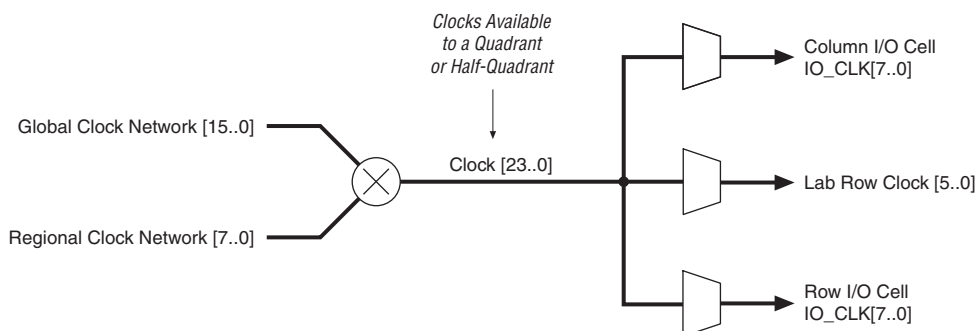 Clocks Available
to a Quadrant
or Half-Quadrant
Column I/O Cell
IO_CLK[7..0]
Global Clock Network [15..0]
Clock [23..0]
Lab Row Clock [5..0]
Regional Clock Network [7..0]
Row I/O Cell
IO_CLK[7..0]